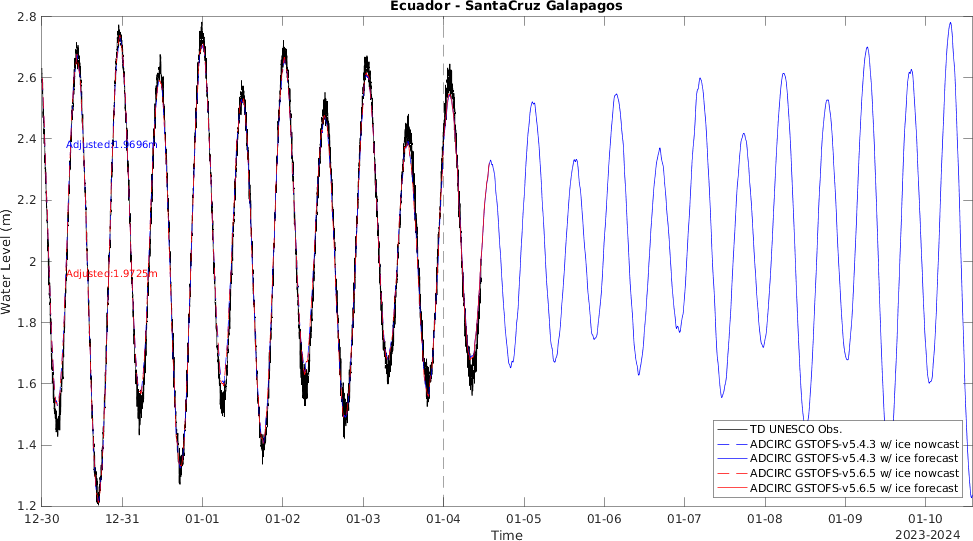 Ecuador - SantaCruz Galapagos
Water Level (m)
2.8
2.6
2.4
2.2
2
1.8
1.6
1.4
1.2
Adjusted:1.9696m
Adjusted:1.9725m
TD UNESCO Obs.
ADCIRC GSTOFS-v5.4.3 w/ ice nowcast
ADCIRC GSTOFS-v5.4.3 w/ ice forecast
ADCIRC GSTOFS-v5.6.5 w/ ice nowcast
ADCIRC GSTOFS-v5.6.5 w/ ice forecast
12-30 12-31 01-01 01-02 01-03 01-04 01-05 01-06 01-07 01-08 01-09 01-10
Time
2023-2024